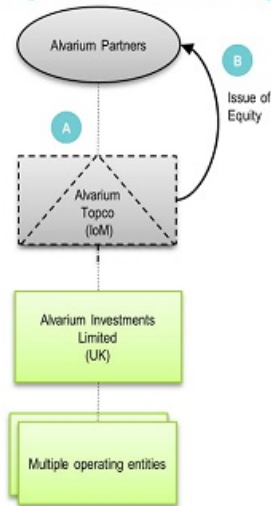 Alvarium Partners
B
Issue of
Equity
A
Alvarium
Topco
(IoM)
Alvarium Investments
Limited
(UK)
Multiple operating entities